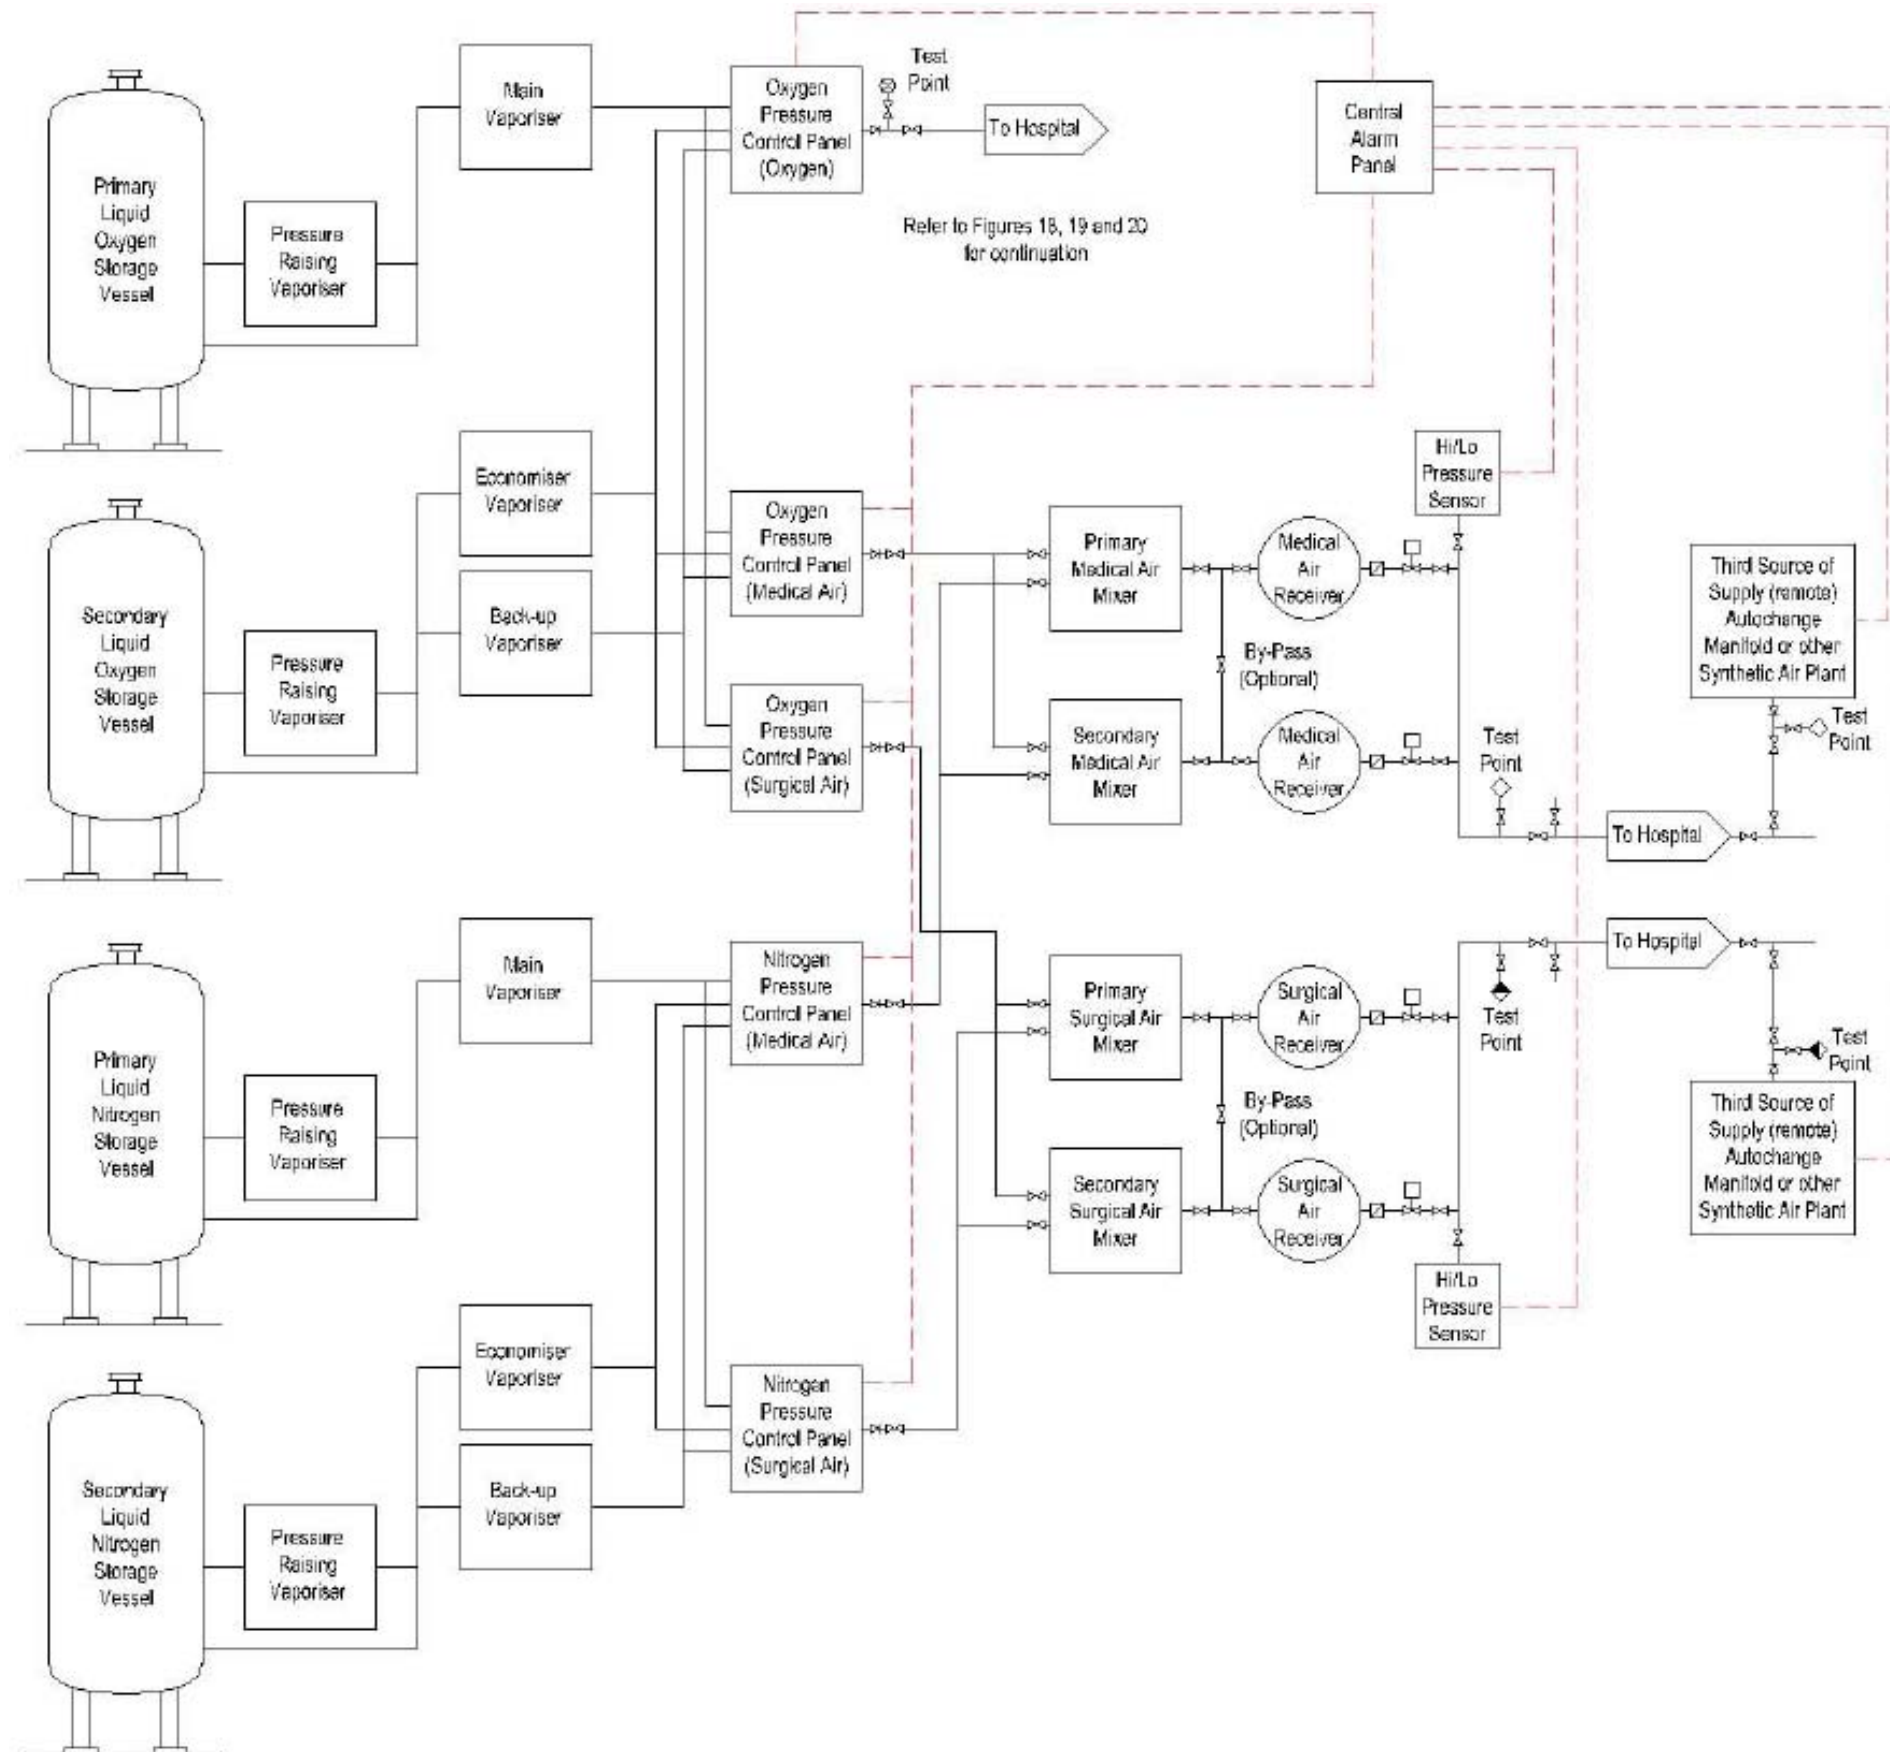 Primary
Liquid
Oxygen
Storage
Vessel
Pressure
Raising
Vaporiser
Main
Vaporiser
Oxygen
Pressure
Control Panel
(Oxygen)
Test
Point
To Hospital
Refer to Figures 18, 19 and 20
for continuation
Central
Alarm
Panel
Secondary
Liquid
Oxygen
Storage
Vessel
Pressure
Raising
Vaporiser
Economiser
Vaporiser
Back-up
Vaporiser
Oxygen
Pressure
Control Panel
(Medical Air)
Oxygen
Pressure
Control Panel
(Surgical Air)
Primary
Medical Air
Mixer
Medical
Air
Receiver
Hi/Lo
Pressure
Sensor
By-Pass
(Optional)
Secondary
Medical Air
Mixer
Medical
Air
Receiver
Test
Point
To Hospital
Third Source of
Supply (remote)
Autochange
Manifold or other
Synthetic Air Plant
Test
Point
Primary
Liquid
Nitrogen
Storage
Vessel
Pressure
Raising
Vaporiser
Main
Vaporiser
Nitrogen
Pressure
Control Panel
(Medical Air)
Primary
Surgical Air
Mixer
Surgical
Air
Receiver
Test
Point
To Hospital
Test
Point
Third Source of
Supply (remote)
Autochange
Manifold or other
Synthetic Air Plant
By-Pass
(Optional)
Secondary
Surgical Air
Mixer
Surgical
Air
Receiver
Hi/Lo
Pressure
Sensor
Secondary
Liquid
Nitrogen
Storage
Vessel
Pressure
Raising
Vaporiser
Economiser
Vaporiser
Back-up
Vaporiser
Nitrogen
Pressure
Control Panel
(Surgical Air)